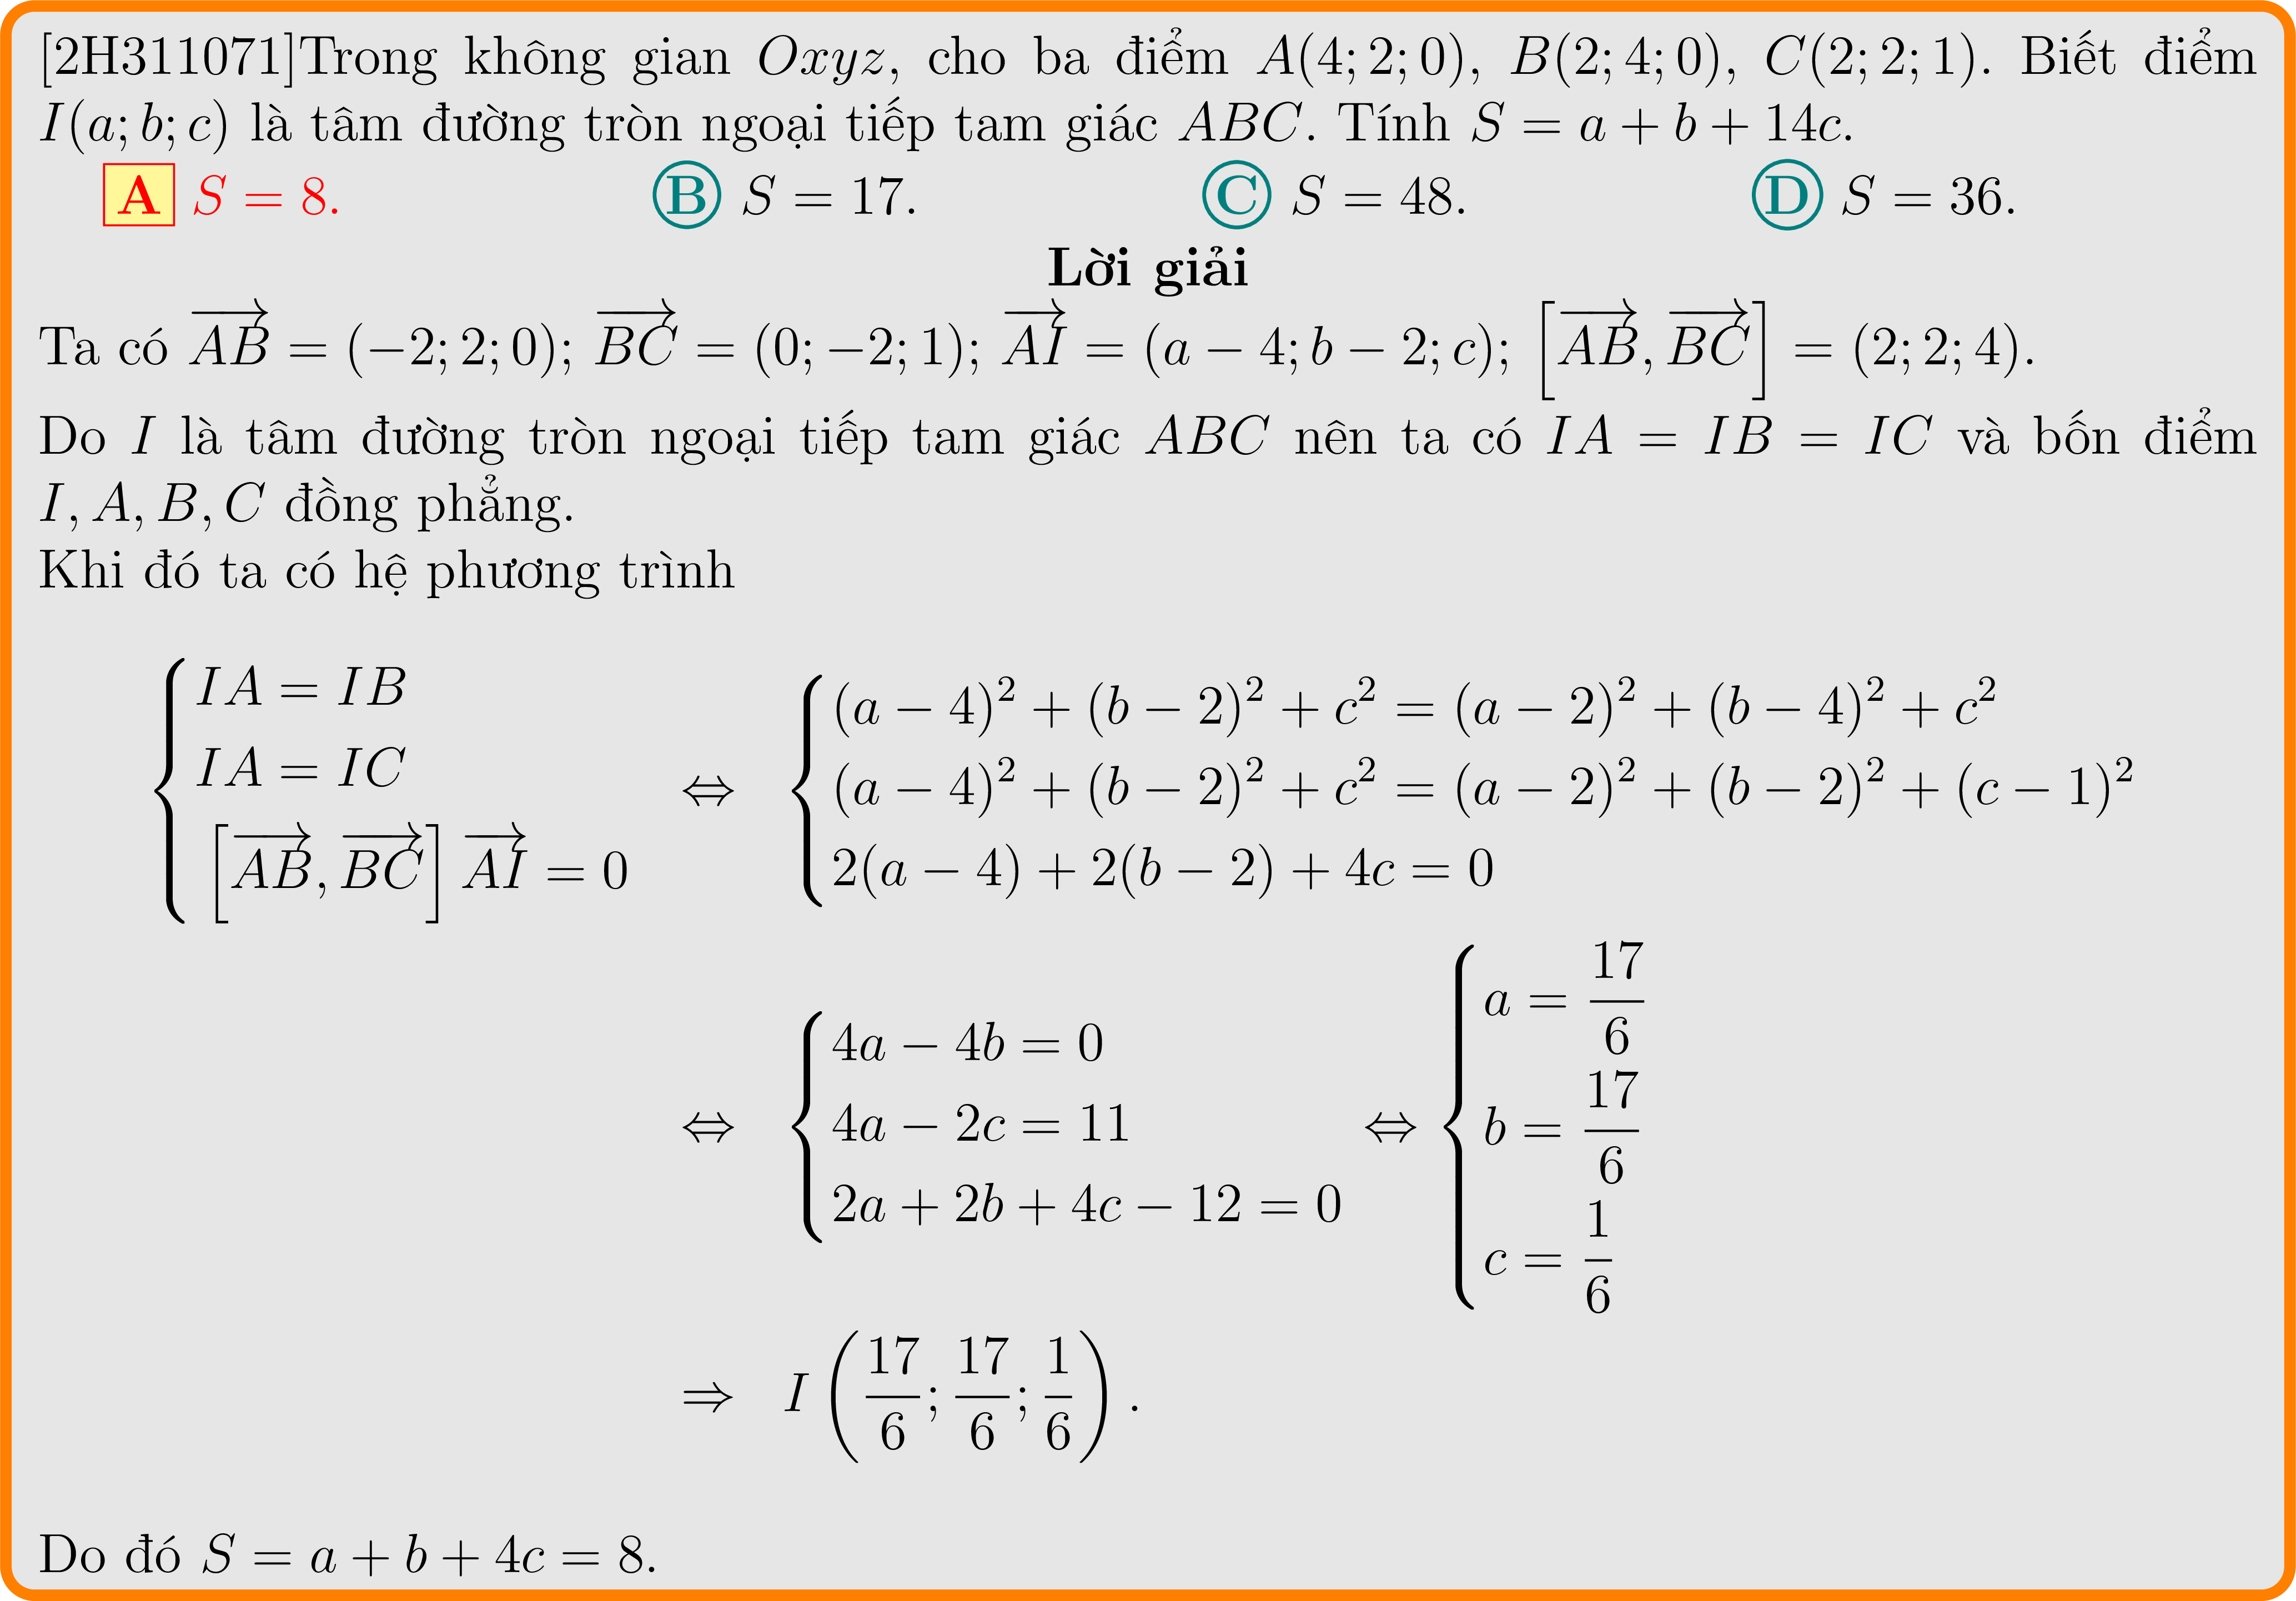 [2H311071]Trong không gian Oxyz, cho ba điểm A(4; 2; 0), B(2; 4; 0), C(2; 2; 1). Biết điểm
I(a; b; c) là tâm đường tròn ngoại tiếp tam giác ABC. Tính S = a + b + 14c.
A S = 8. B S = 17. C S = 48. D S = 36.
Lời giải
Ta có $\overrightarrow{AB} = (-2; 2; 0)$; $\overrightarrow{BC} = (0; -2; 1)$; $\overrightarrow{AI} = (a - 4; b - 2; c)$; $\left[\overrightarrow{AB}, \overrightarrow{BC}\right] = (2; 2; 4)$.
Do I là tâm đường tròn ngoại tiếp tam giác ABC nên ta có IA = IB = IC và bốn điểm
I, A, B, C đồng phẳng.
Khi đó ta có hệ phương trình
$\begin{cases} IA = IB \\ IA = IC \\ \left[\overrightarrow{AB}, \overrightarrow{BC}\right] \overrightarrow{AI} = 0 \end{cases} \Leftrightarrow \begin{cases} (a - 4)^2 + (b - 2)^2 + c^2 = (a - 2)^2 + (b - 4)^2 + c^2 \\ (a - 4)^2 + (b - 2)^2 + c^2 = (a - 2)^2 + (b - 2)^2 + (c - 1)^2 \\ 2(a - 4) + 2(b - 2) + 4c = 0 \end{cases}$
$\Leftrightarrow \begin{cases} 4a - 4b = 0 \\ 4a - 2c = 11 \\ 2a + 2b + 4c - 12 = 0 \end{cases} \Leftrightarrow \begin{cases} a = \dfrac{17}{6} \\ b = \dfrac{17}{6} \\ c = \dfrac{1}{6} \end{cases}$
$\Rightarrow I\left(\dfrac{17}{6}; \dfrac{17}{6}; \dfrac{1}{6}\right).$
Do đó S = a + b + 4c = 8.